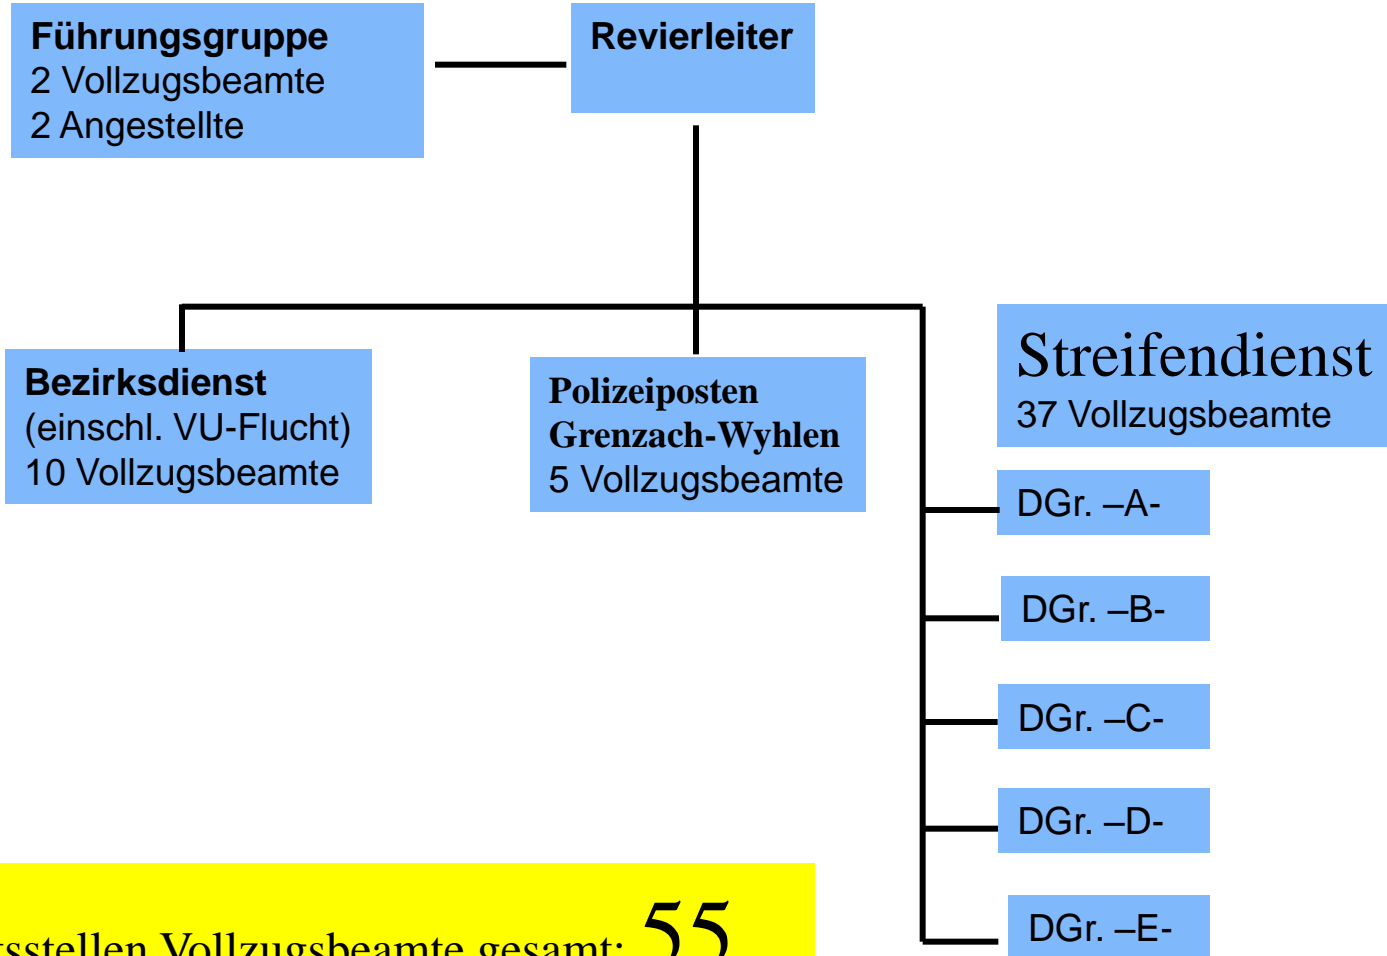 Führungsgruppe
2 Vollzugsbeamte
2 Angestellte
Revierleiter
Bezirksdienst
(einschl. VU-Flucht)
10 Vollzugsbeamte
Polizeiposten
Grenzach-Wyhlen
5 Vollzugsbeamte
Streifendienst
37 Vollzugsbeamte
DGr. –A-
DGr. –B-
DGr. –C-
DGr. –D-
DGr. –E-
Vollzugsbeamte gesamt: 55